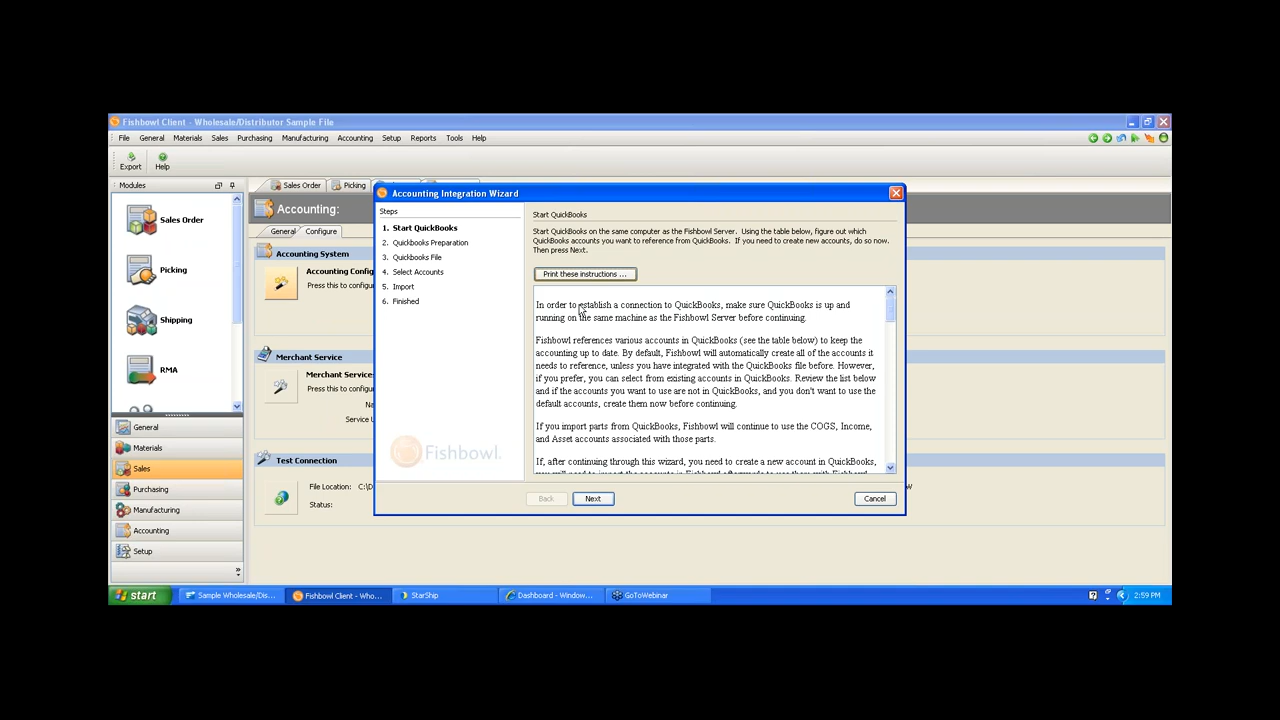 Fishbowl Client - Wholesale/Distributor Sample File
File General Materials Sales Purchasing Manufacturing Accounting Setup Reports Tools Help
Export Help
Modules
Sales Order Picking
Accounting:
General Configure
Sales Order
Picking
Shipping
RMA
General
Materials
Sales
Purchasing
Manufacturing
Accounting
Setup
Accounting System
Accounting Config
Press this to configure
Merchant Service
Merchant Service
Press this to configure
Service
Test Connection
File Location: C:\D
Status:
Accounting Integration Wizard
Steps
1. Start QuickBooks
2. Quickbooks Preparation
3. Quickbooks File
4. Select Accounts
5. Import
6. Finished
Fishbowl.
Start QuickBooks
Start QuickBooks on the same computer as the Fishbowl Server. Using the table below, figure out which
QuickBooks accounts you want to reference from QuickBooks. If you need to create new accounts, do so now.
Then press Next.
Print these instructions ...
In order to establish a connection to QuickBooks, make sure QuickBooks is up and
running on the same machine as the Fishbowl Server before continuing.
Fishbowl references various accounts in QuickBooks (see the table below) to keep the
accounting up to date. By default, Fishbowl will automatically create all of the accounts it
needs to reference, unless you have integrated with the QuickBooks file before. However,
if you prefer, you can select from existing accounts in QuickBooks. Review the list below
and if the accounts you want to use are not in QuickBooks, and you don't want to use the
default accounts, create them now before continuing.
If you import parts from QuickBooks, Fishbowl will continue to use the COGS, Income,
and Asset accounts associated with those parts.
If, after continuing through this wizard, you need to create a new account in QuickBooks,
Back Next Cancel
start Sample Wholesale/Dis... Fishbowl Client - Who... StarShip Dashboard - Window... GoToWebinar 2:59 PM